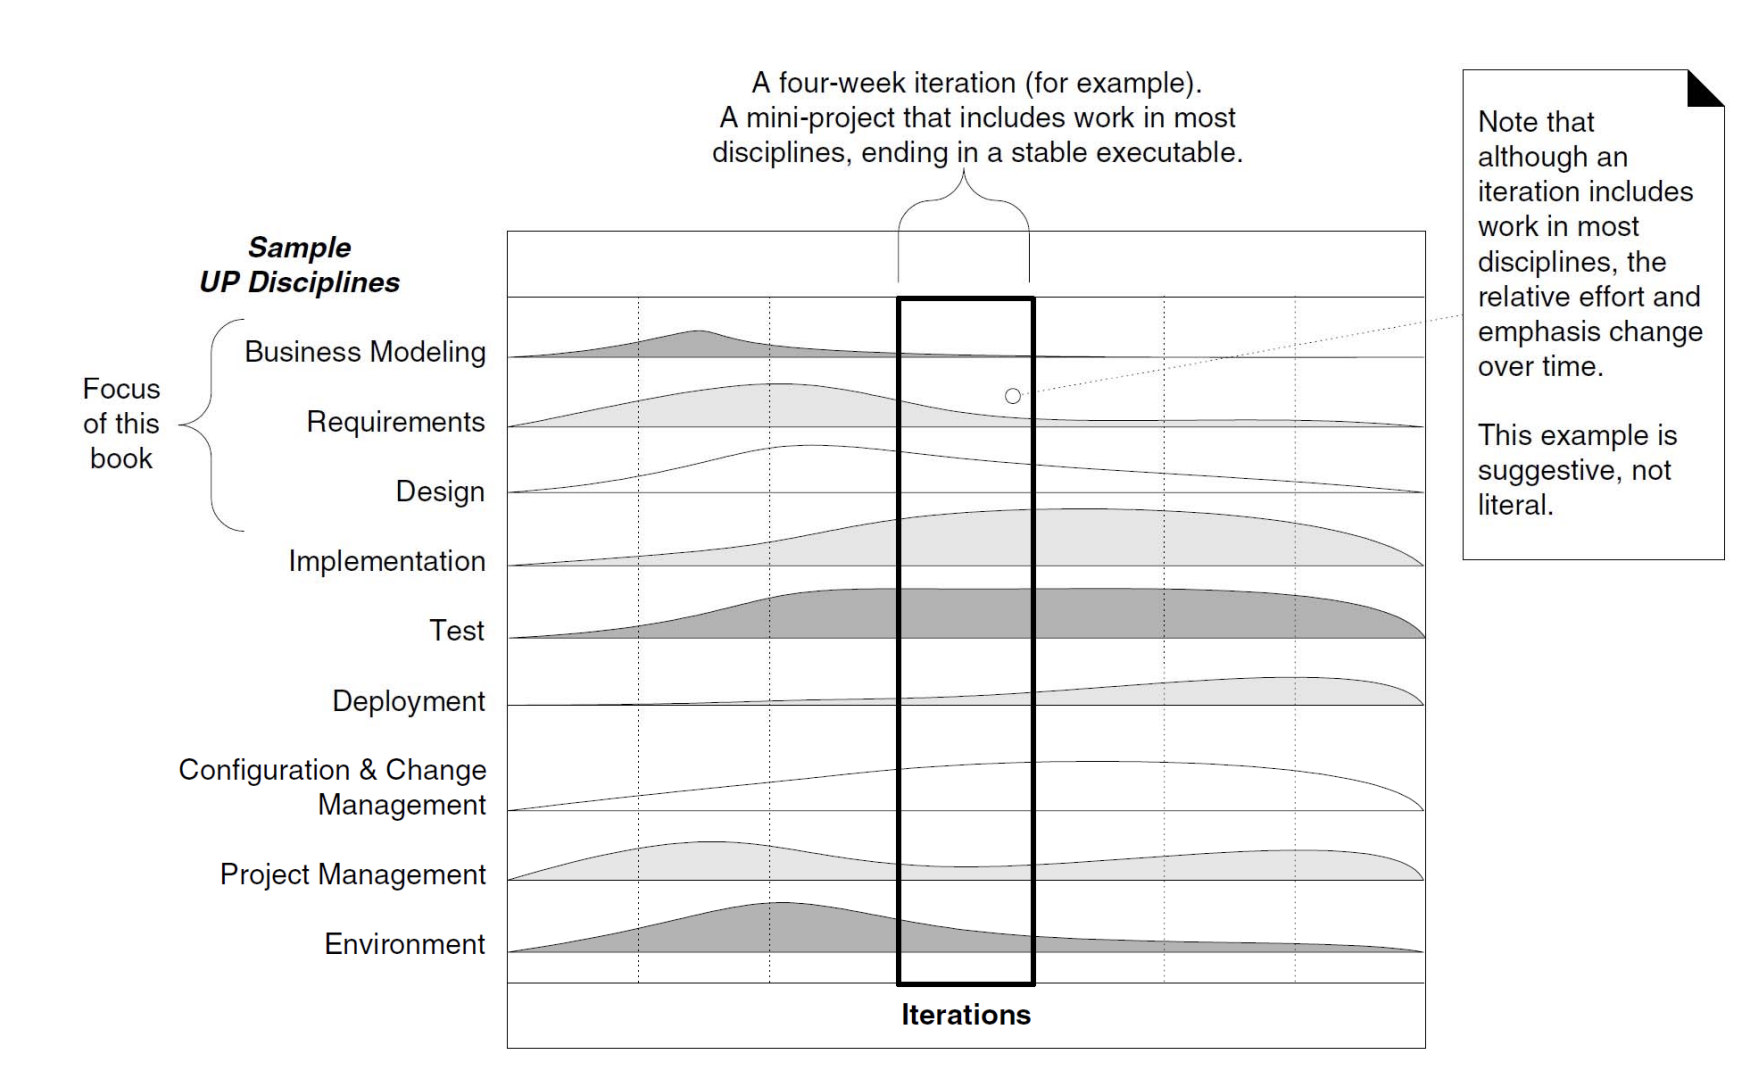 A four-week iteration (for example).
A mini-project that includes work in most
disciplines, ending in a stable executable.
Note that
although an
iteration includes
work in most
disciplines, the
relative effort and
emphasis change
over time.
This example is
suggestive, not
literal.
Sample
UP Disciplines
Focus
of this
book
Business Modeling
Requirements
Design
Implementation
Test
Deployment
Configuration & Change
Management
Project Management
Environment
Iterations